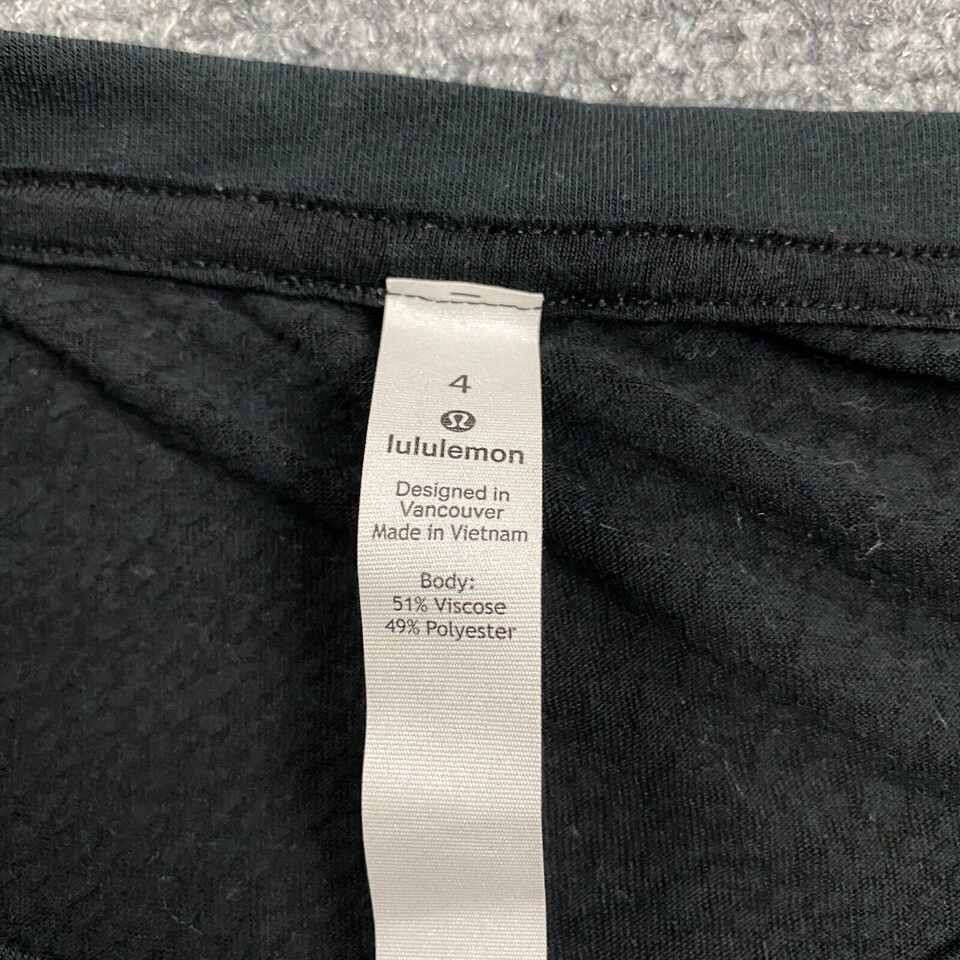 4
lululemon
Designed in
Vancouver
Made in Vietnam
Body:
51% Viscose
49% Polyester